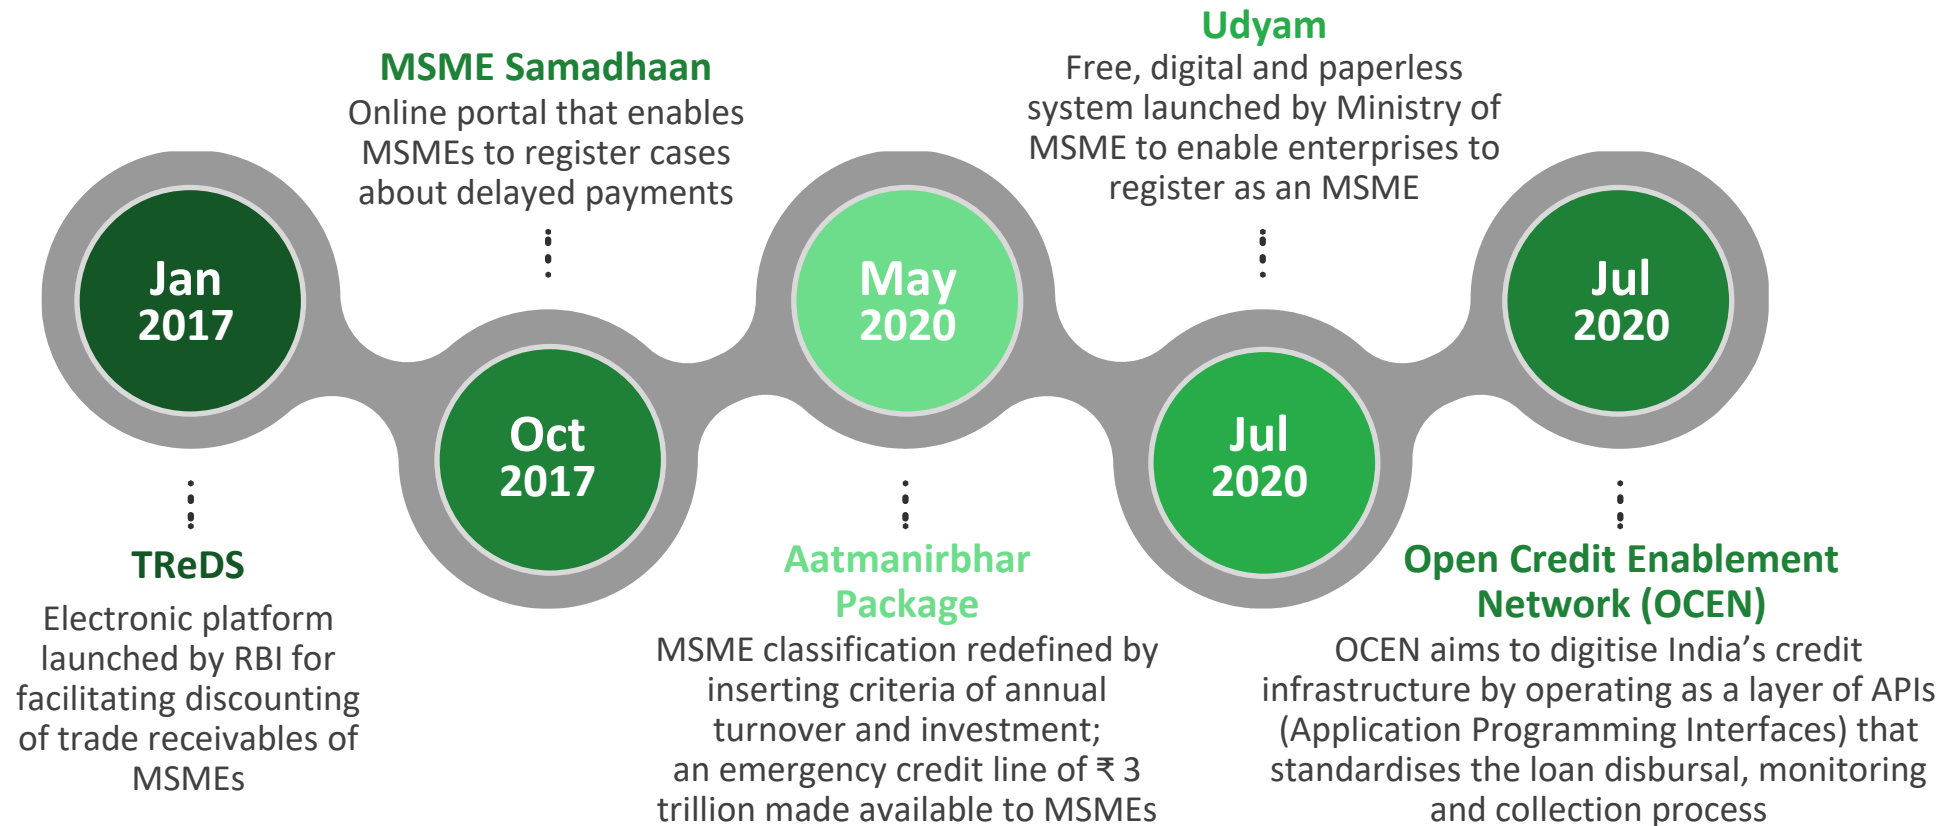 Jan
2017
TReDS
Electronic platform
launched by RBI for
facilitating discounting
of trade receivables of
MSMEs
MSME Samadhaan
Online portal that enables
MSMEs to register cases
about delayed payments
Oct
2017
May
2020
Aatmanirbhar
Package
MSME classification redefined by
inserting criteria of annual
turnover and investment;
an emergency credit line of ₹ 3
trillion made available to MSMEs
Udyam
Free, digital and paperless
system launched by Ministry of
MSME to enable enterprises to
register as an MSME
Jul
2020
Jul
2020
Open Credit Enablement
Network (OCEN)
OCEN aims to digitise India’s credit
infrastructure by operating as a layer of APIs
(Application Programming Interfaces) that
standardises the loan disbursal, monitoring
and collection process